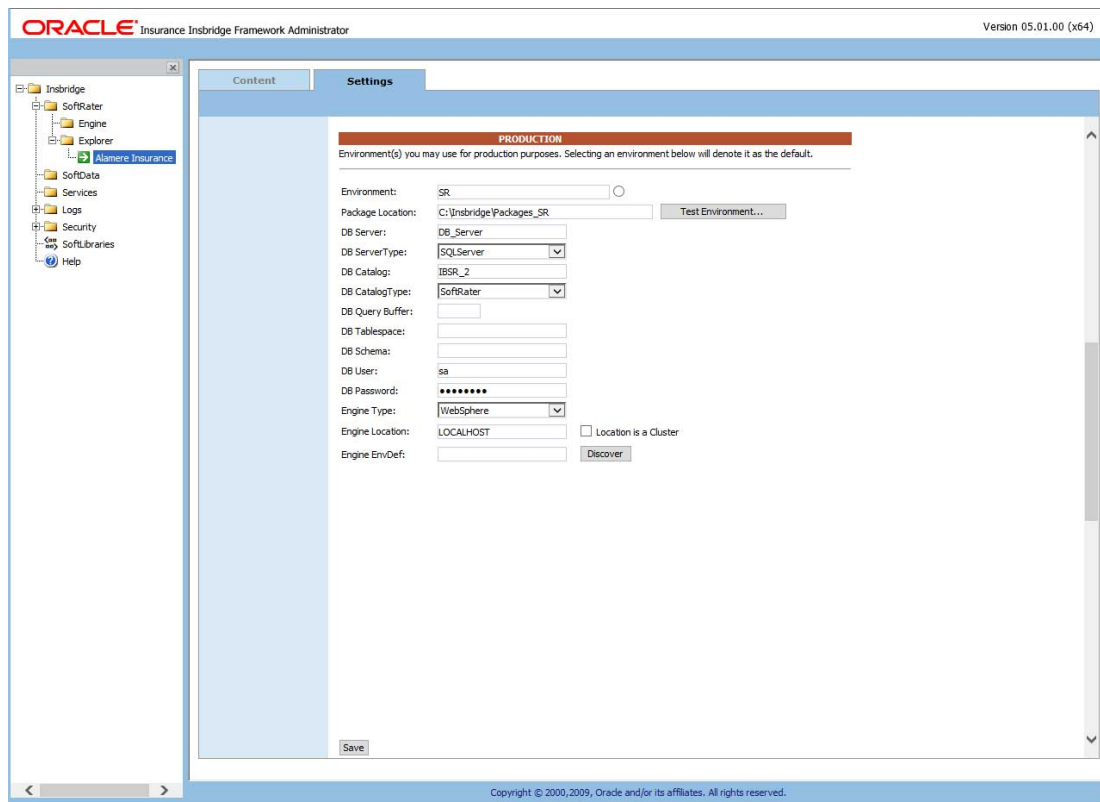 ORACLE Insurance Insbridge Framework Administrator
Version 05.01.00 (x64)
Insbridge
SoftRater
Engine
Explorer
Alamere Insurance
SoftData
Services
Logs
Security
SoftLibraries
Help
Content
Settings
PRODUCTION
Environment(s) you may use for production purposes. Selecting an environment below will denote it as the default.
Environment: SR
Package Location: C:\Insbridge\Packages_SR Test Environment...
DB Server: DB_Server
DB ServerType: SQLServer
DB Catalog: IBSR_2
DB CatalogType: SoftRater
DB Query Buffer:
DB Tablespace:
DB Schema:
DB User: sa
DB Password: ••••••••
Engine Type: WebSphere
Engine Location: LOCALHOST Location is a Cluster
Engine EnvDef: Discover
Save
Copyright © 2000,2009, Oracle and/or its affiliates. All rights reserved.